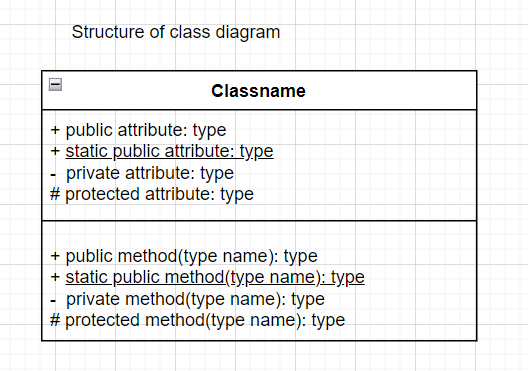 Structure of class diagram
Classname
+ public attribute: type
+ static public attribute: type
- private attribute: type
# protected attribute: type
+ public method(type name): type
+ static public method(type name): type
- private method(type name): type
# protected method(type name): type